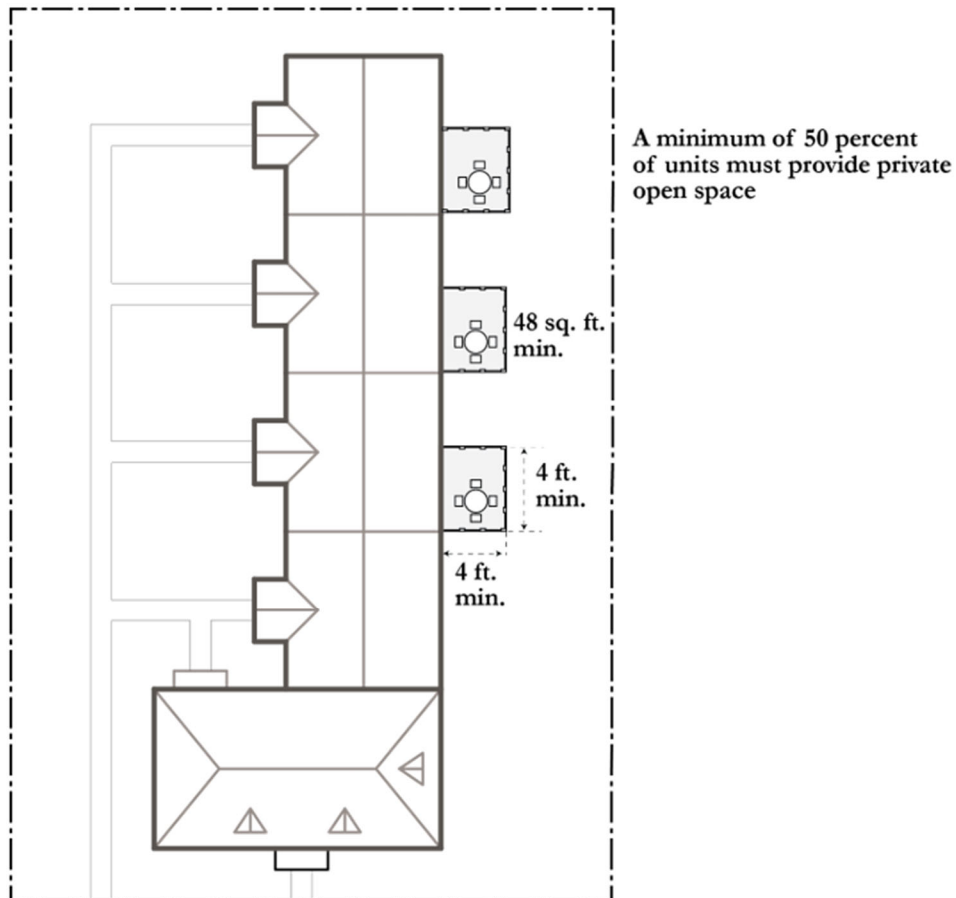 A minimum of 50 percent
of units must provide private
open space
48 sq. ft.
min.
4 ft.
min.
4 ft.
min.